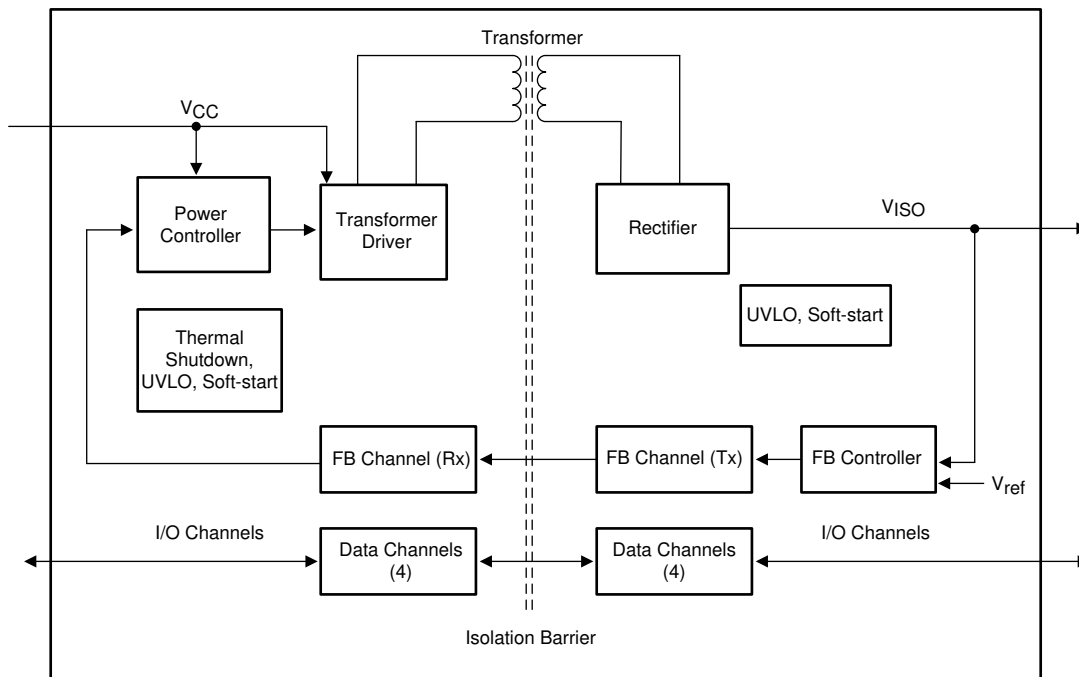 Transformer
VCC
Power
Controller
Transformer
Driver
Rectifier
VISO
Thermal
Shutdown,
UVLO, Soft-start
UVLO, Soft-start
FB Channel (Rx)
FB Channel (Tx)
FB Controller
Vref
I/O Channels
Data Channels
(4)
Data Channels
(4)
I/O Channels
Isolation Barrier